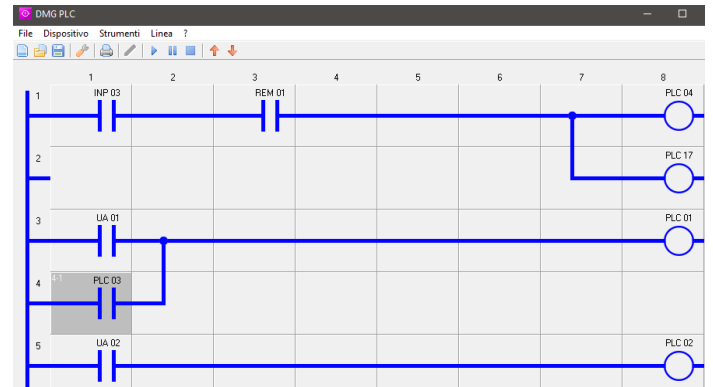 DMG PLC
File Dispositivo Strumenti Linea ?
1 2 3 4 5 6 7 8
1 INP 03 REM 01 PLC 04
2 PLC 17
3 UA 01 PLC 01
4 4-1 PLC 03
5 UA 02 PLC 02